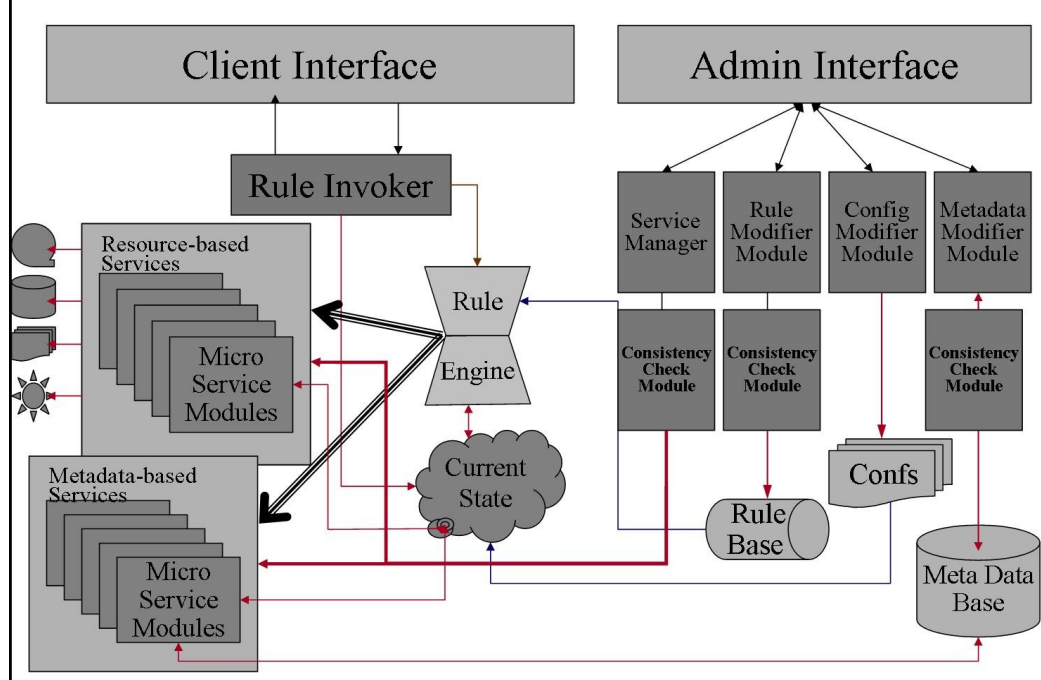 Client Interface
Admin Interface
Rule Invoker
Service
Manager
Rule
Modifier
Module
Config
Modifier
Module
Metadata
Modifier
Module
Resource-based
Services
Micro
Service
Modules
Rule
Engine
Consistency
Check
Module
Consistency
Check
Module
Consistency
Check
Module
Current
State
Confs
Rule
Base
Metadata-based
Services
Micro
Service
Modules
Meta Data
Base